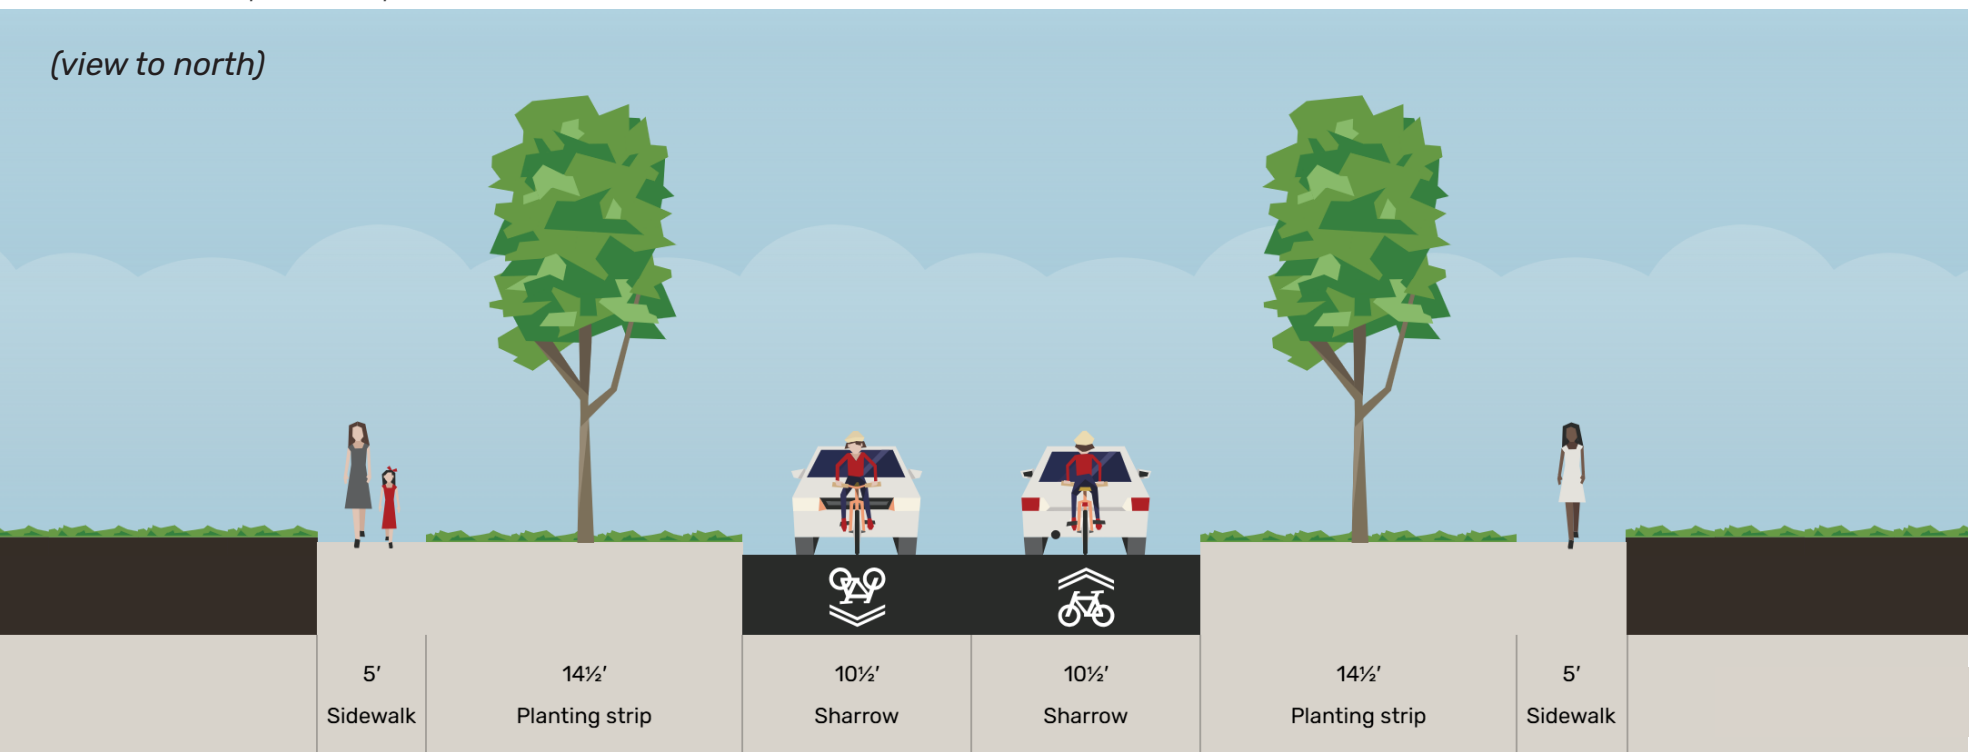 (view to north)
5′ 14½′ 10½′ 10½′ 14½′ 5′
Sidewalk Planting strip Sharrow Sharrow Planting strip Sidewalk